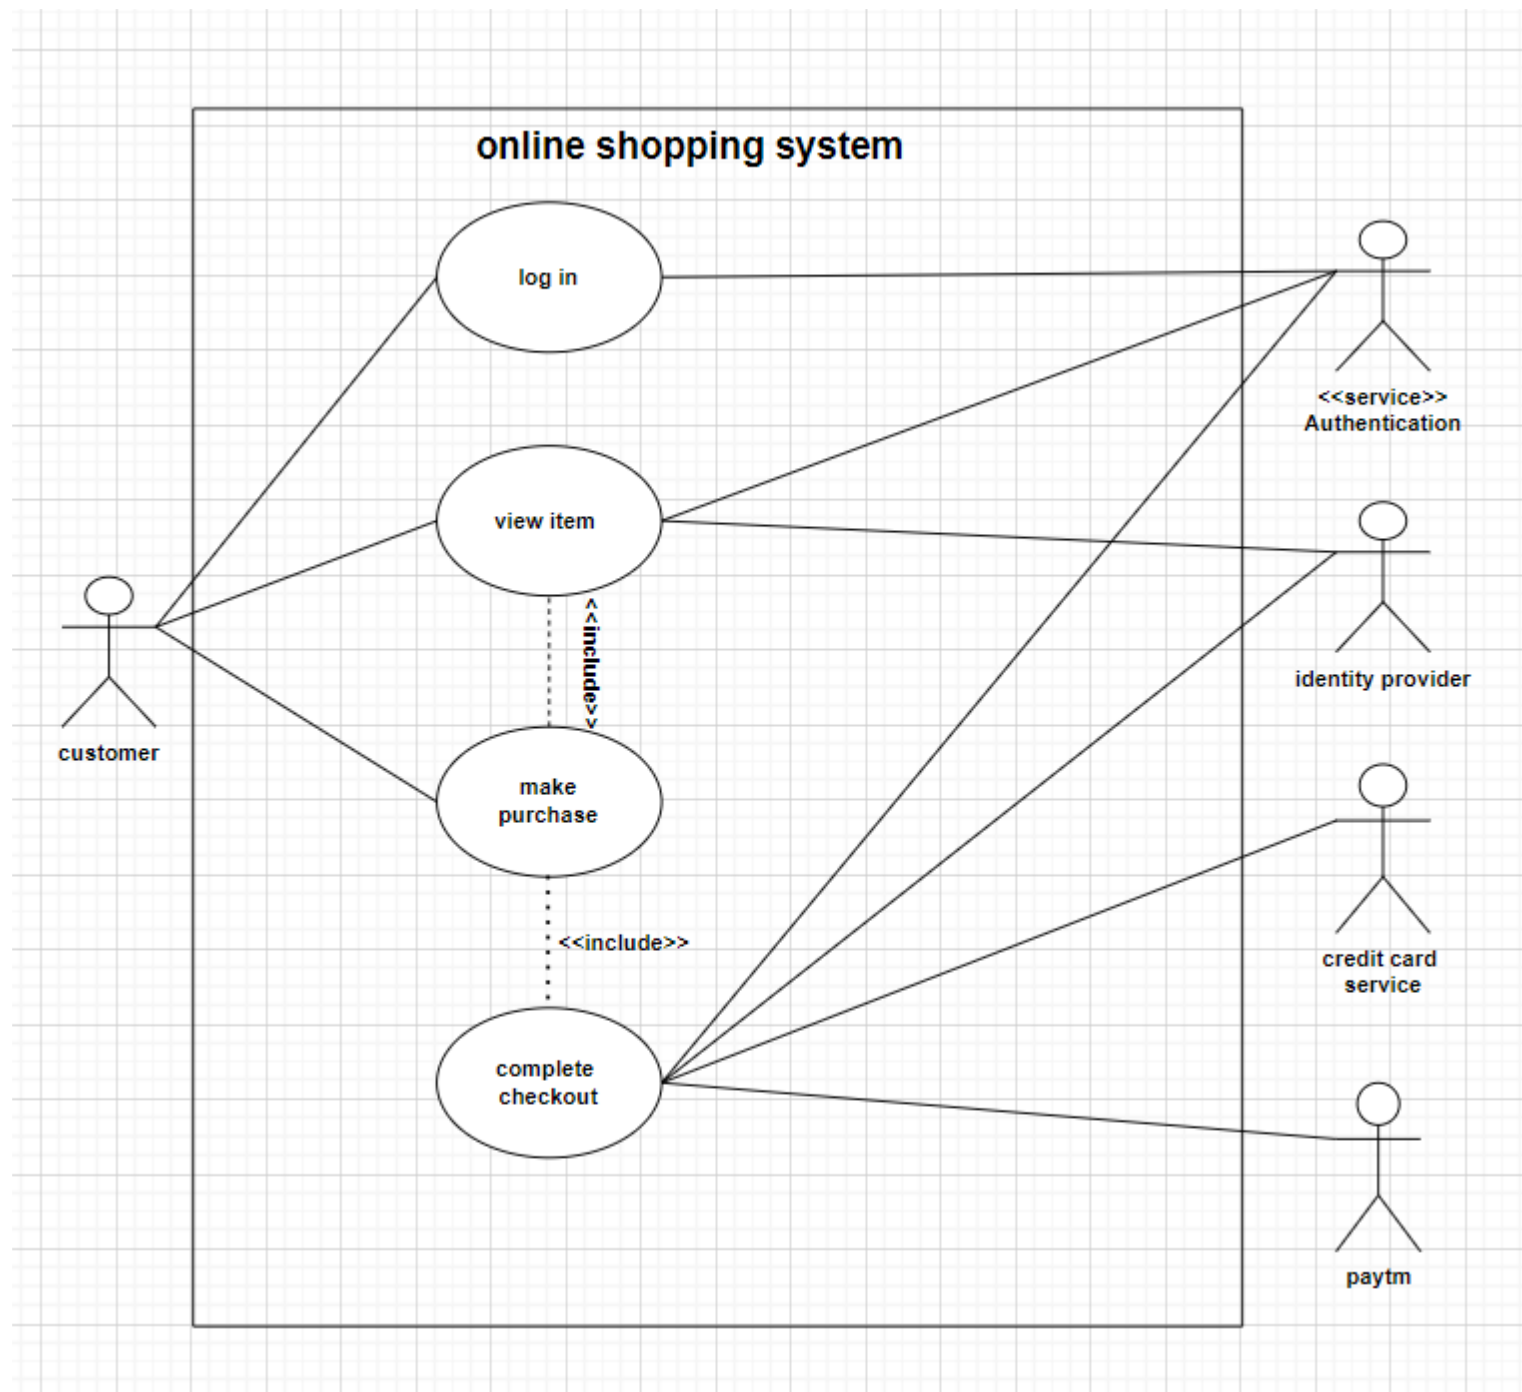 online shopping system
log in
<<service>>
Authentication
view item
<<include>>
identity provider
customer
make
purchase
<<include>>
credit card
service
complete
checkout
paytm